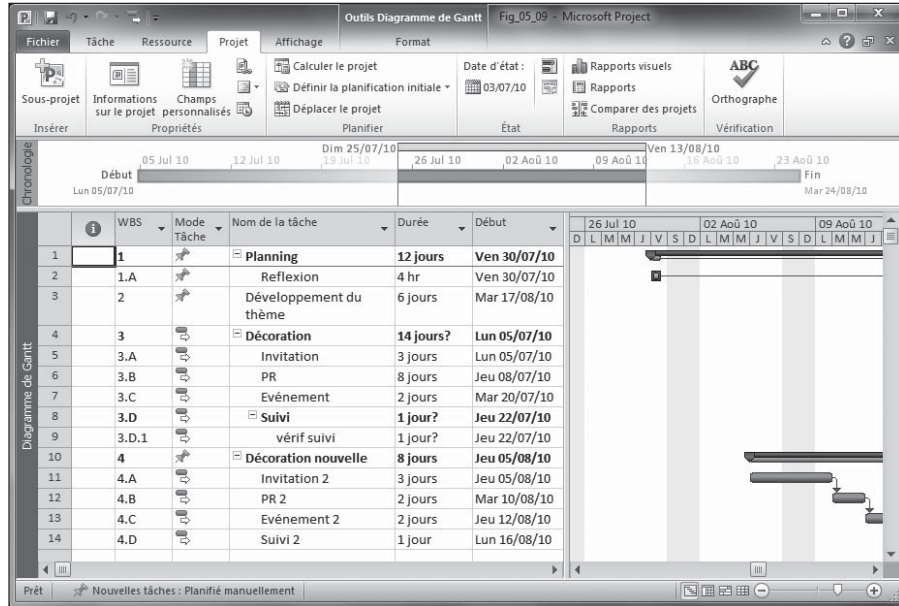 Outils Diagramme de Gantt
Fig_05_09 - Microsoft Project
Fichier Tâche Ressource Projet Affichage Format
Sous-projet
Insérer
Informations sur le projet
Champs personnalisés
Propriétés
Calculer le projet
Définir la planification initiale
Déplacer le projet
Planifier
Date d'état :
03/07/10
État
Rapports visuels
Rapports
Comparer des projets
Rapports
ABC
Orthographe
Vérification
Chronologie
Dim 25/07/10 Ven 13/08/10
05 Jul 10 12 Jul 10 19 Jul 10 26 Jul 10 02 Aoû 10 09 Aoû 10 16 Aoû 10 23 Aoû 10
Début Fin
Lun 05/07/10 Mar 24/08/10
Diagramme de Gantt
WBS Mode Tâche Nom de la tâche Durée Début
26 Jul 10 02 Aoû 10 09 Aoû 10
D L M M J V S D L M M J V S D L M M J
1 1 Planning 12 jours Ven 30/07/10
2 1.A Reflexion 4 hr Ven 30/07/10
3 2 Développement du thème 6 jours Mar 17/08/10
4 3 Décoration 14 jours? Lun 05/07/10
5 3.A Invitation 3 jours Lun 05/07/10
6 3.B PR 8 jours Jeu 08/07/10
7 3.C Evénement 2 jours Mar 20/07/10
8 3.D Suivi 1 jour? Jeu 22/07/10
9 3.D.1 vérif suivi 1 jour? Jeu 22/07/10
10 4 Décoration nouvelle 8 jours Jeu 05/08/10
11 4.A Invitation 2 3 jours Jeu 05/08/10
12 4.B PR 2 2 jours Mar 10/08/10
13 4.C Evénement 2 2 jours Jeu 12/08/10
14 4.D Suivi 2 1 jour Lun 16/08/10
Prêt Nouvelles tâches : Planifié manuellement